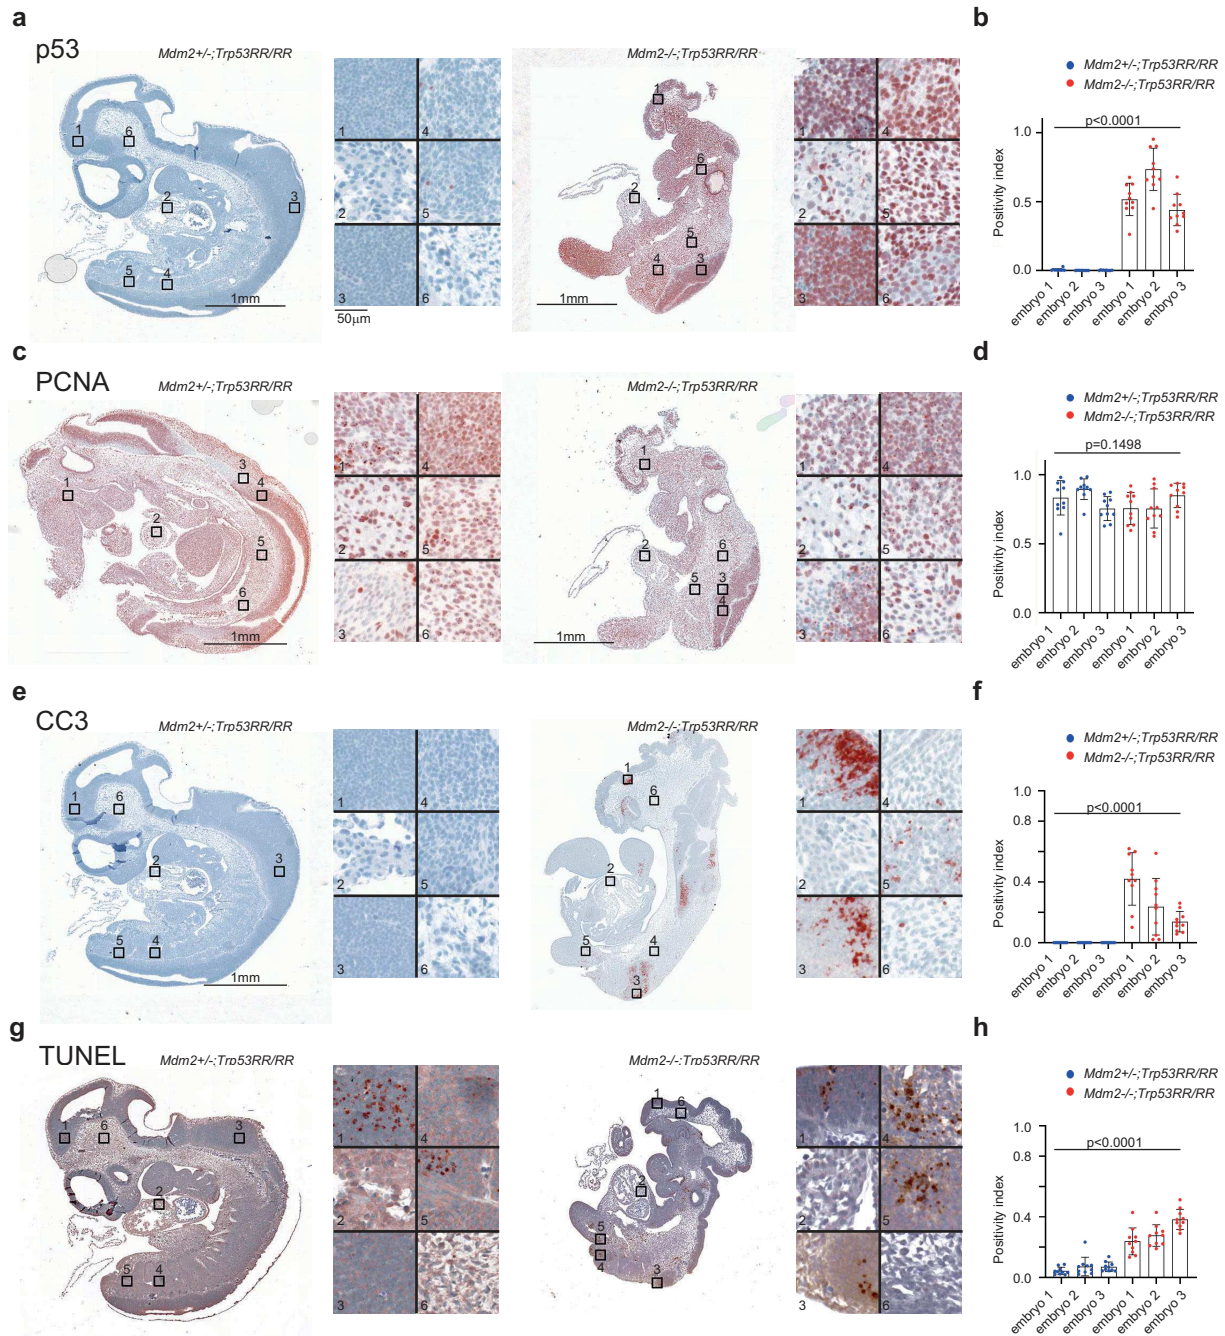 a
p53
Mdm2+/-;Trp53RR/RR
1
6
2
3
5
4
1mm
1
4
2
5
3
6
50µm
Mdm2-/-;Trp53RR/RR
1
6
2
5
4
3
1mm
1
4
2
5
3
6
b
Mdm2+/-;Trp53RR/RR
Mdm2-/-;Trp53RR/RR
p<0.0001
Positivity index
1.0
0.5
0.0
embryo 1
embryo 2
embryo 3
embryo 1
embryo 2
embryo 3
c
PCNA
Mdm2+/-;Trp53RR/RR
3
1
4
2
5
6
1mm
1
4
2
5
3
6
Mdm2-/-;Trp53RR/RR
1
2
6
5
3
4
1mm
1
4
2
5
3
6
d
Mdm2+/-;Trp53RR/RR
Mdm2-/-;Trp53RR/RR
p=0.1498
Positivity index
1.0
0.5
0.0
embryo 1
embryo 2
embryo 3
embryo 1
embryo 2
embryo 3
e
CC3
Mdm2+/-;Trp53RR/RR
1
6
2
3
5
4
1mm
1
4
2
5
3
6
Mdm2-/-;Trp53RR/RR
1
6
2
5
4
3
1
4
2
5
3
6
f
Mdm2+/-;Trp53RR/RR
Mdm2-/-;Trp53RR/RR
p<0.0001
Positivity index
1.0
0.8
0.4
0.0
embryo 1
embryo 2
embryo 3
embryo 1
embryo 2
embryo 3
g
TUNEL
Mdm2+/-;Trp53RR/RR
1
6
3
2
5
4
1
4
2
5
3
6
Mdm2-/-;Trp53RR/RR
1
6
2
5
4
3
1
4
2
5
3
6
h
Mdm2+/-;Trp53RR/RR
Mdm2-/-;Trp53RR/RR
p<0.0001
Positivity index
1.0
0.8
0.4
0.0
embryo 1
embryo 2
embryo 3
embryo 1
embryo 2
embryo 3